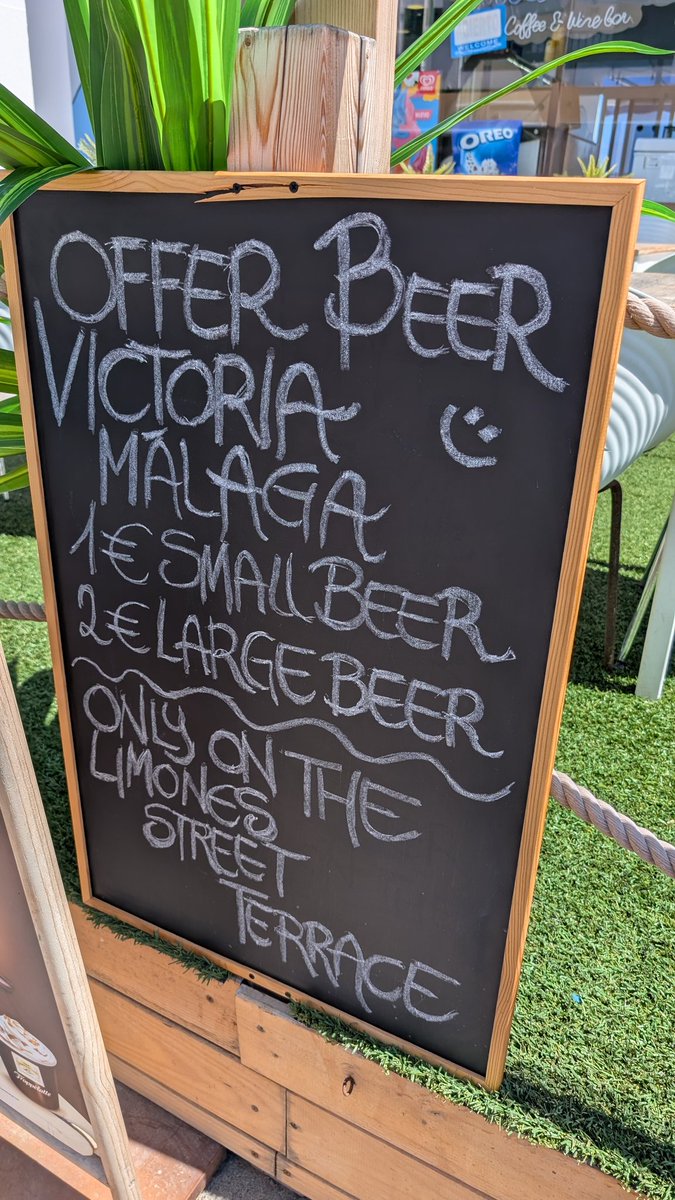 Coffee & Wine bar
WELCOME
OREO
OFFER BEER
VICTORIA
MÁLAGA
1€ SMALL BEER
2€ LARGE BEER
ONLY ON THE
LIMONES
STREET
TERRACE